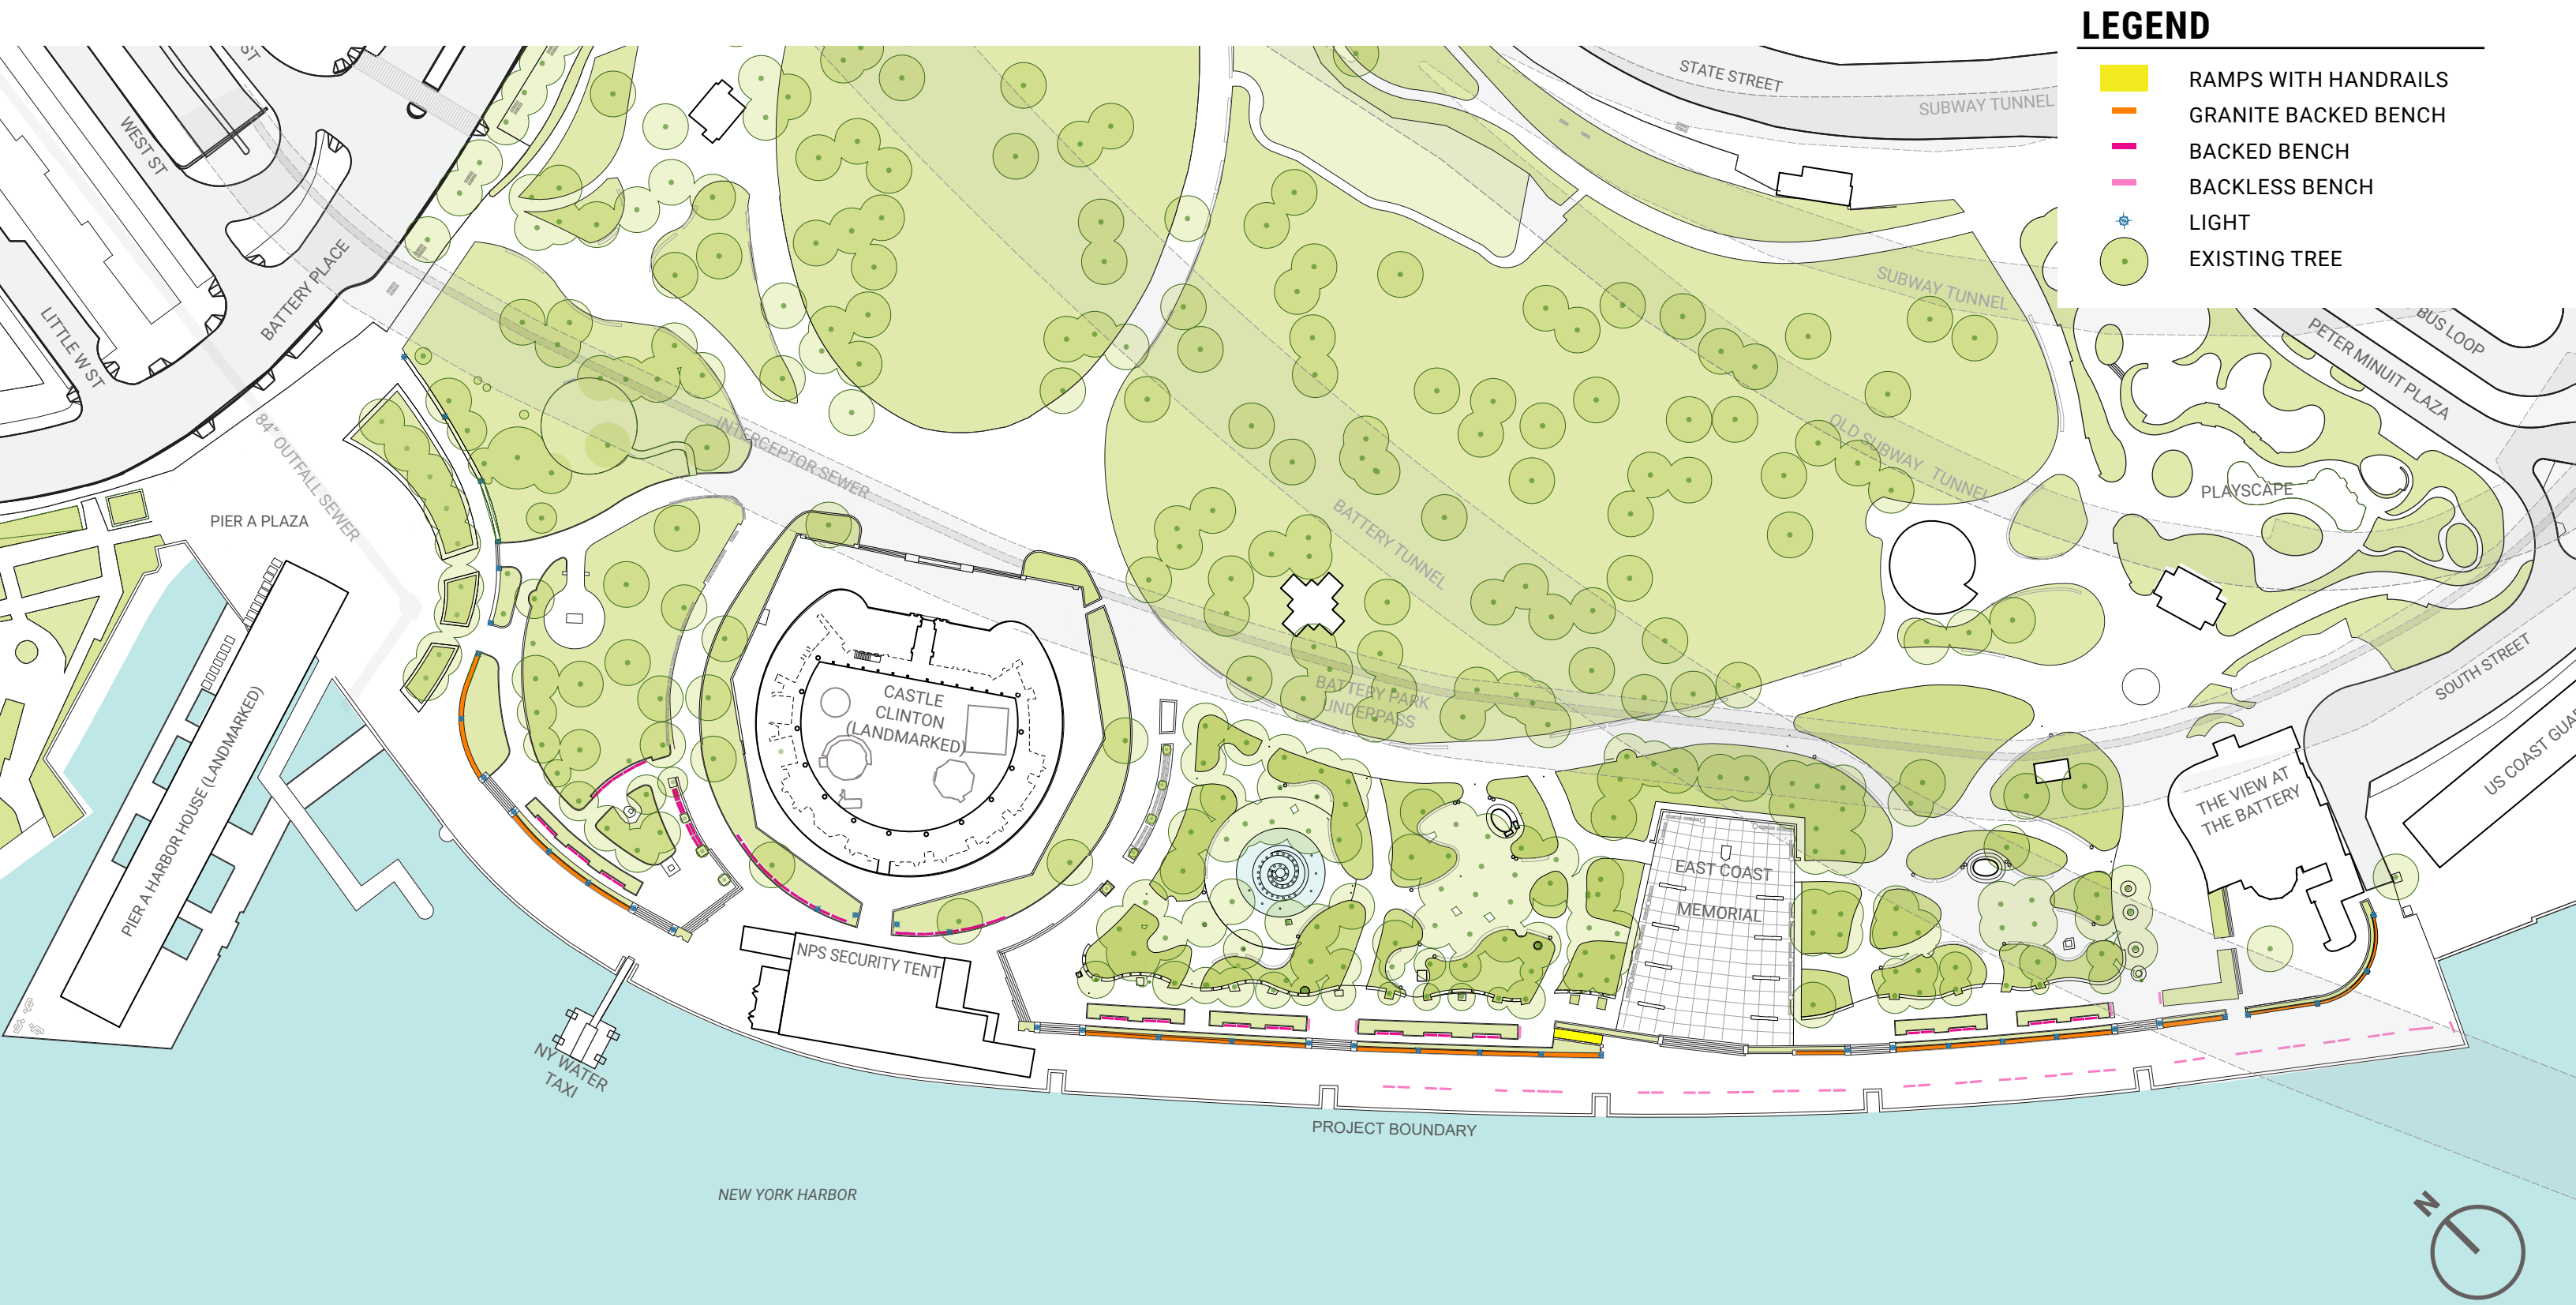 LEGEND
RAMPS WITH HANDRAILS
GRANITE BACKED BENCH
BACKED BENCH
BACKLESS BENCH
LIGHT
EXISTING TREE
ST
WEST ST
LITTLE W ST
BATTERY PLACE
84" OUTFALL SEWER
PIER A PLAZA
PIER A HARBOR HOUSE (LANDMARKED)
INTERCEPTOR SEWER
CASTLE
CLINTON
(LANDMARKED)
NPS SECURITY TENT
NY WATER
TAXI
STATE STREET
SUBWAY TUNNEL
SUBWAY TUNNEL
OLD SUBWAY TUNNEL
BATTERY TUNNEL
BATTERY PARK
UNDERPASS
BUS LOOP
PETER MINUIT PLAZA
PLAYSCAPE
SOUTH STREET
US COAST GUA
THE VIEW AT
THE BATTERY
EAST COAST
MEMORIAL
PROJECT BOUNDARY
NEW YORK HARBOR
N